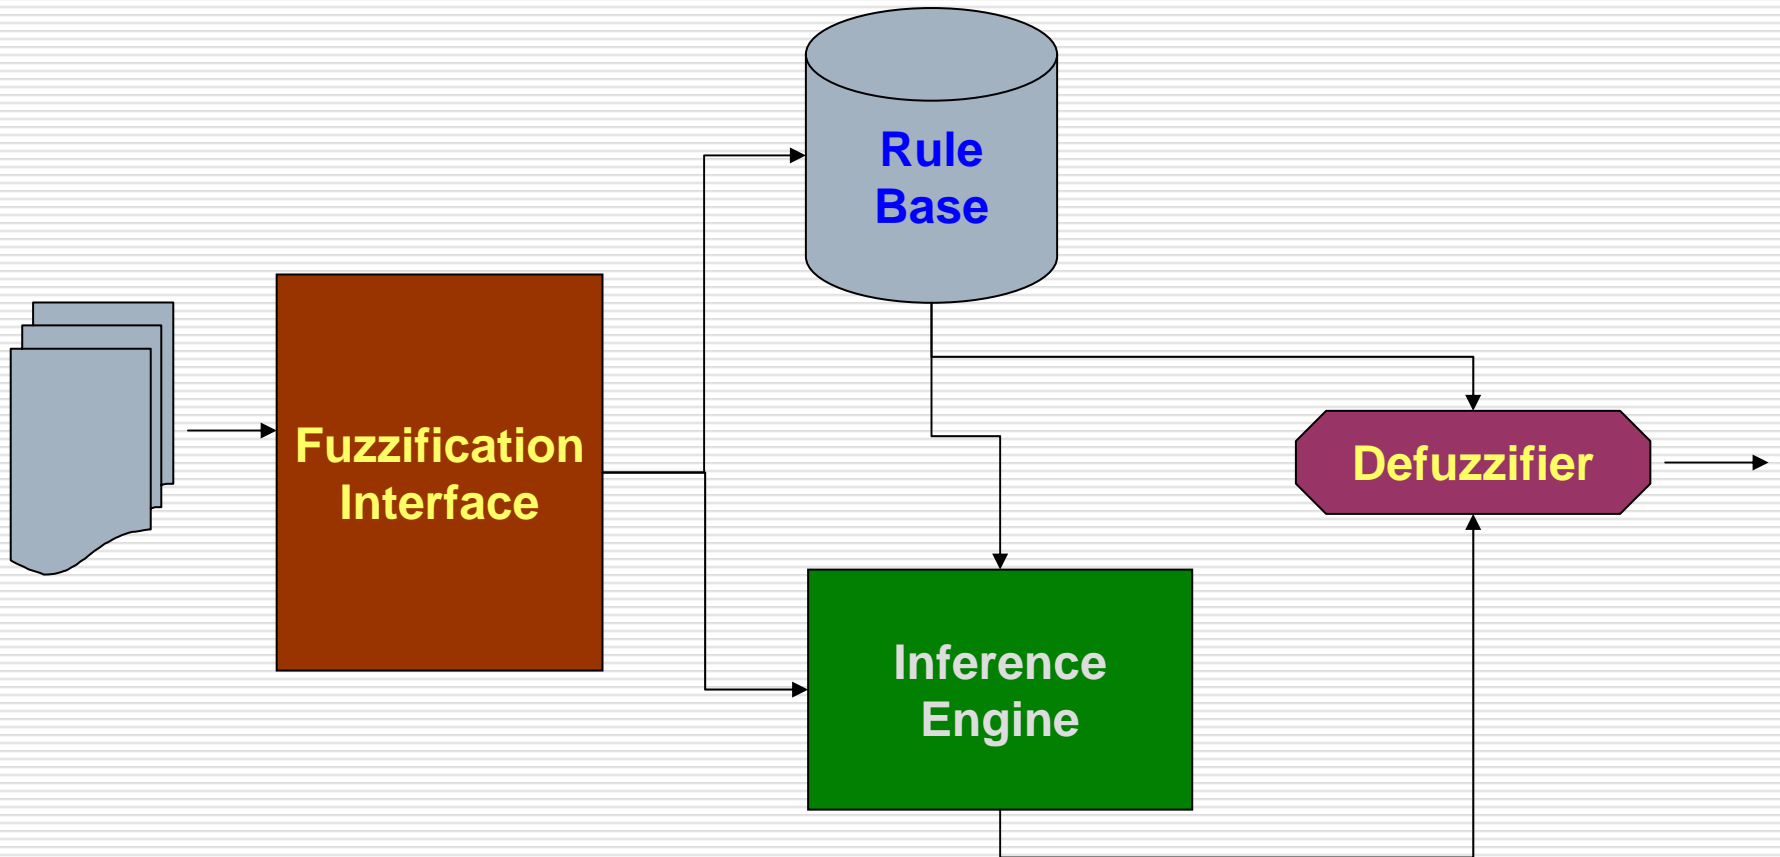 Rule
Base
Fuzzification
Interface
Defuzzifier
Inference
Engine